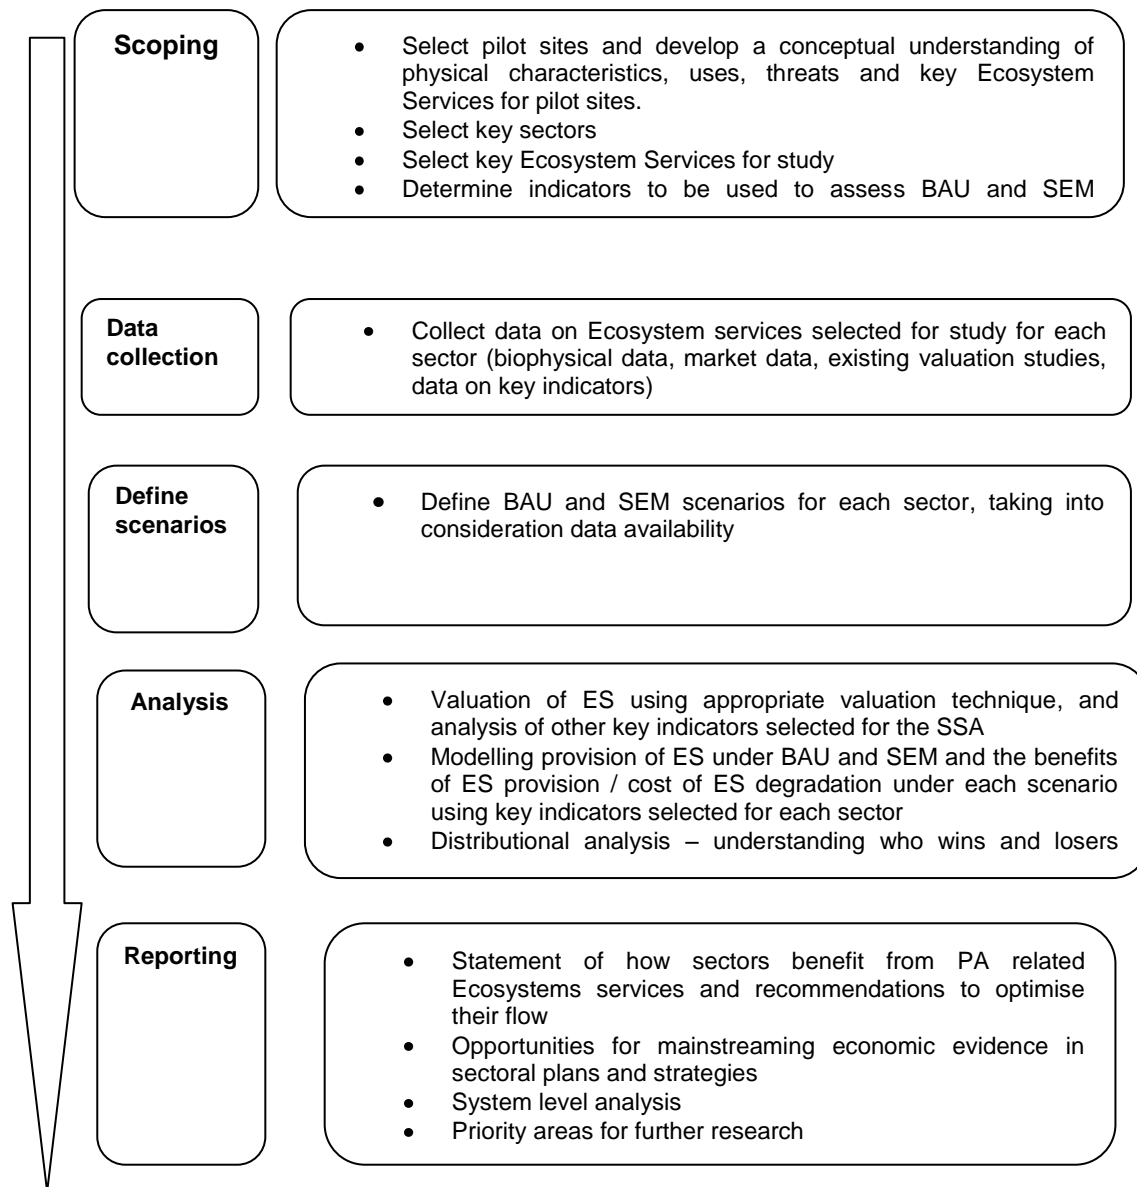 Scoping
• Select pilot sites and develop a conceptual understanding of
physical characteristics, uses, threats and key Ecosystem
Services for pilot sites.
• Select key sectors
• Select key Ecosystem Services for study
• Determine indicators to be used to assess BAU and SEM
Data
collection
• Collect data on Ecosystem services selected for study for each
sector (biophysical data, market data, existing valuation studies,
data on key indicators)
Define
scenarios
• Define BAU and SEM scenarios for each sector, taking into
consideration data availability
Analysis
• Valuation of ES using appropriate valuation technique, and
analysis of other key indicators selected for the SSA
• Modelling provision of ES under BAU and SEM and the benefits
of ES provision / cost of ES degradation under each scenario
using key indicators selected for each sector
• Distributional analysis – understanding who wins and losers
Reporting
• Statement of how sectors benefit from PA related
Ecosystems services and recommendations to optimise
their flow
• Opportunities for mainstreaming economic evidence in
sectoral plans and strategies
• System level analysis
• Priority areas for further research